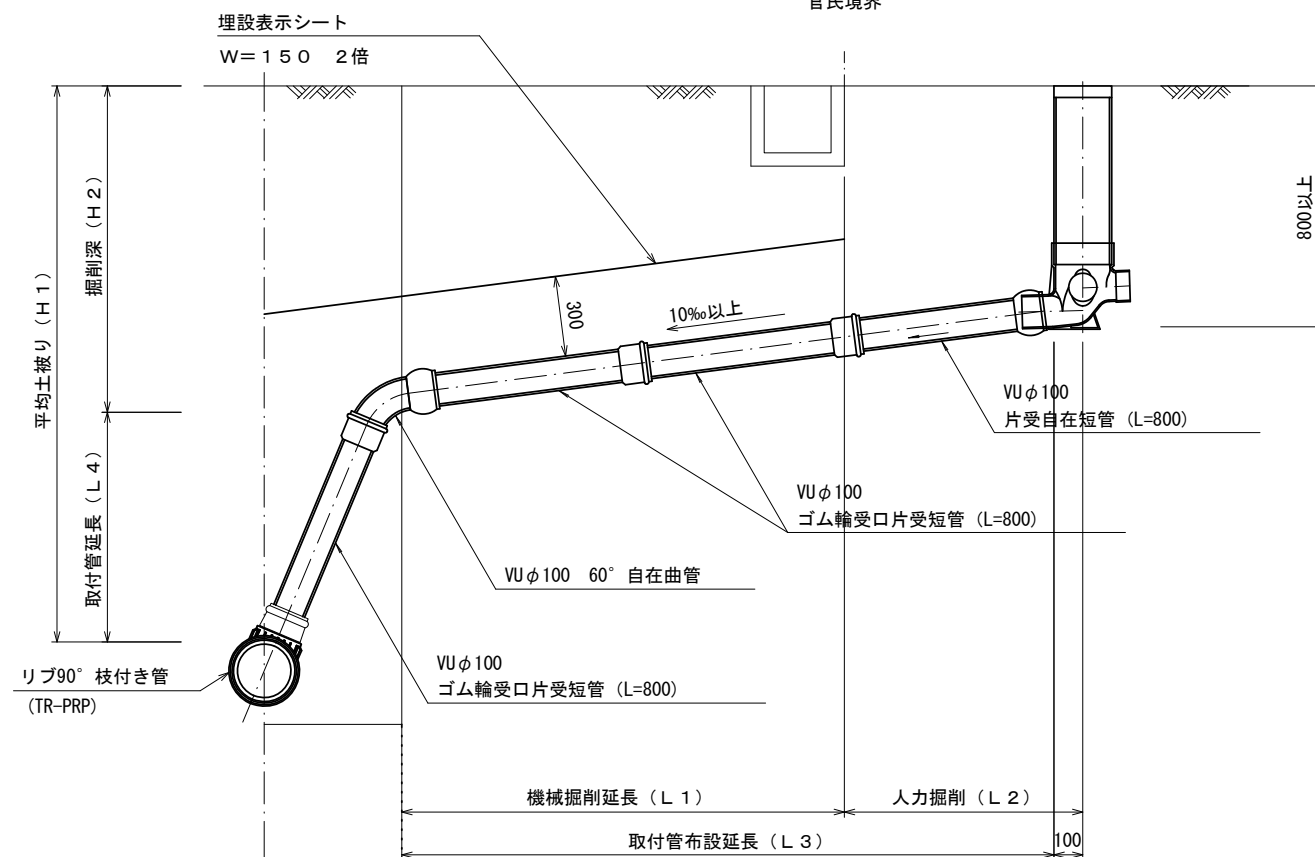 官民境界
埋設表示シート
W=150 2倍
800以上
掘削深(H2)
平均土被り(H1)
300
10‰以上
VUφ100
片受自在短管 (L=800)
VUφ100
ゴム輪受口片受短管 (L=800)
取付管延長(L4)
VUφ100 60° 自在曲管
VUφ100
ゴム輪受口片受短管 (L=800)
リブ90° 枝付き管
(TR-PRP)
機械掘削延長(L1)
人力掘削(L2)
取付管布設延長(L3)
100